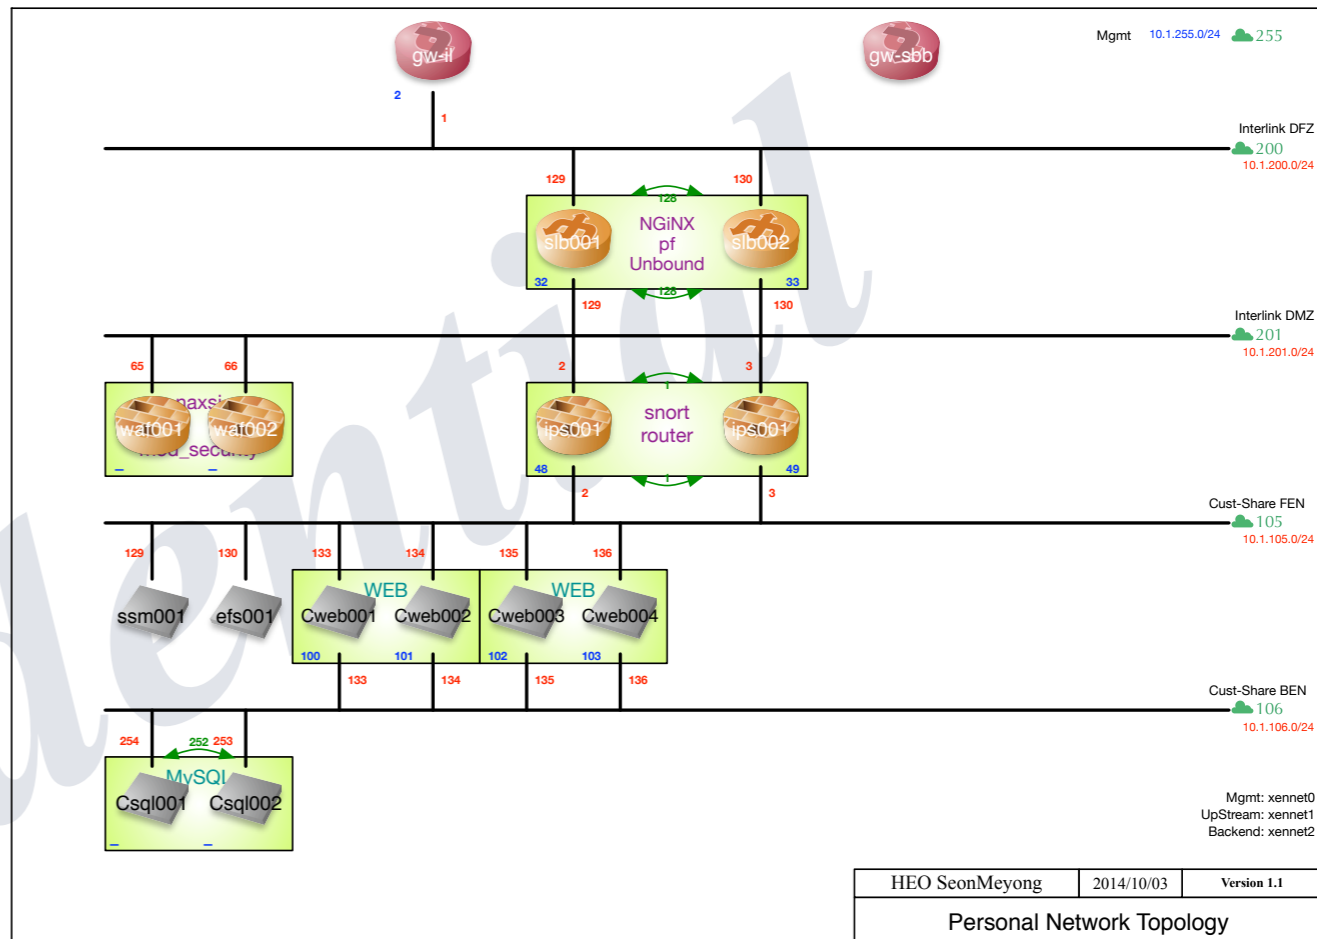 gw-il
gw-sbb
Mgmt 10.1.255.0/24 255
2
1
Interlink DFZ
200
10.1.200.0/24
129
130
128
NGiNX
pf
Unbound
slb001
slb002
32
33
128
129
130
Interlink DMZ
201
10.1.201.0/24
65
66
2
3
1
naxsi
waf001
waf002
mod_security
_
_
snort
router
ips001
ips001
48
49
1
2
3
Cust-Share FEN
105
10.1.105.0/24
129
130
133
134
135
136
ssm001
efs001
WEB
WEB
Cweb001
Cweb002
Cweb003
Cweb004
100
101
102
103
133
134
135
136
Cust-Share BEN
106
10.1.106.0/24
254
252
253
MySQL
Csql001
Csql002
_
_
Mgmt: xennet0
UpStream: xennet1
Backend: xennet2
HEO SeonMeyong 2014/10/03 Version 1.1
Personal Network Topology
dential